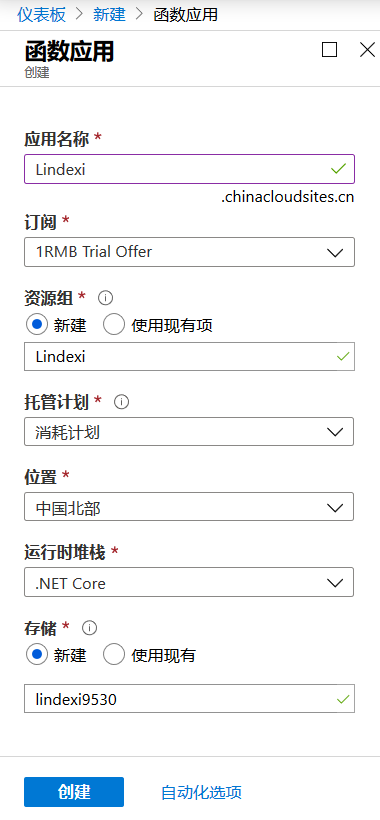 仪表板 > 新建 > 函数应用
函数应用
创建
应用名称 *
Lindexi
.chinacloudsites.cn
订阅 *
1RMB Trial Offer
资源组 *
新建 使用现有项
Lindexi
托管计划 *
消耗计划
位置 *
中国北部
运行时堆栈 *
.NET Core
存储 *
新建 使用现有
lindexi9530
创建 自动化选项